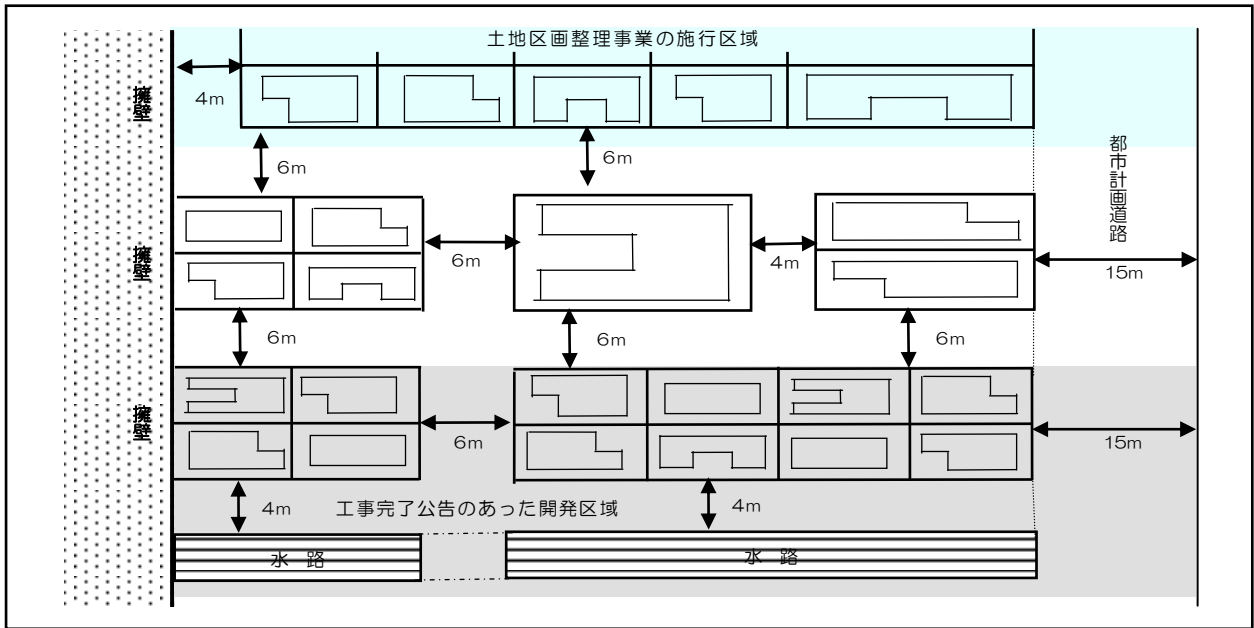 土地区画整理事業の施行区域
擁壁
4m
6m
6m
都市計画道路
擁壁
6m
4m
15m
6m
6m
6m
擁壁
6m
15m
4m
工事完了公告のあった開発区域
4m
水 路
水 路